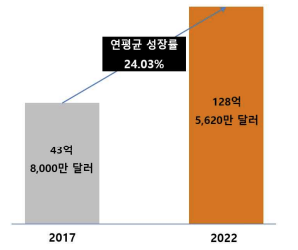 연평균 성장률
24.03%
128억
5,620만 달러
43억
8,000만 달러
2017
2022